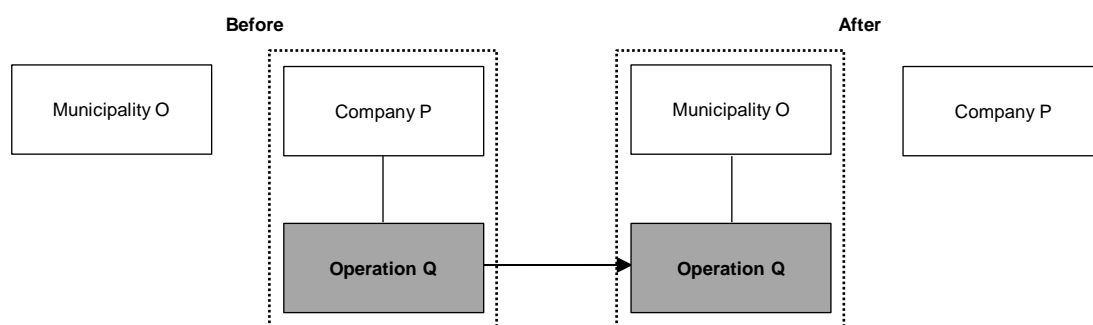 Before
After
Municipality O
Company P
Municipality O
Company P
Operation Q
Operation Q